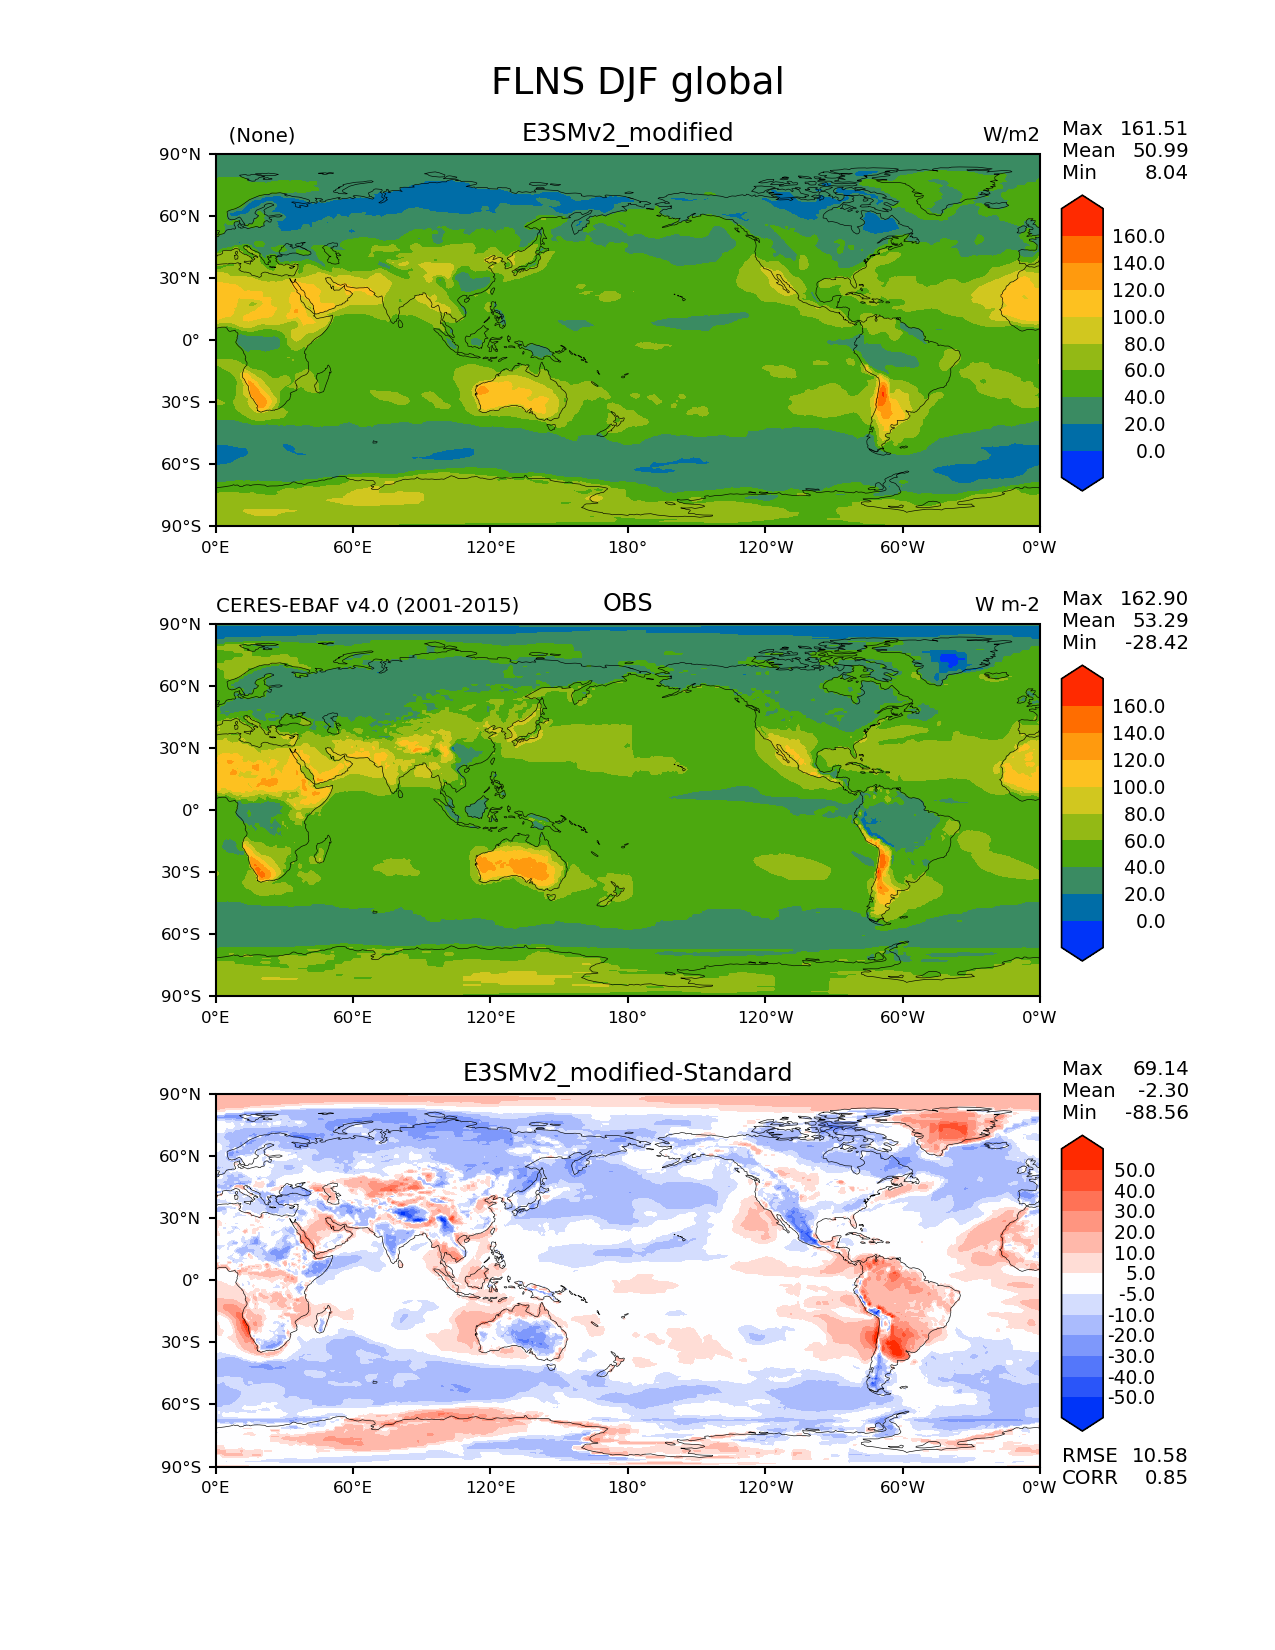 FLNS DJF global
(None) E3SMv2_modified W/m2
Max 161.51
Mean 50.99
Min 8.04
90°N
60°N
30°N
0°
30°S
60°S
90°S
0°E 60°E 120°E 180° 120°W 60°W 0°W
160.0
140.0
120.0
100.0
80.0
60.0
40.0
20.0
0.0
CERES-EBAF v4.0 (2001-2015) OBS W m-2
Max 162.90
Mean 53.29
Min -28.42
90°N
60°N
30°N
0°
30°S
60°S
90°S
0°E 60°E 120°E 180° 120°W 60°W 0°W
160.0
140.0
120.0
100.0
80.0
60.0
40.0
20.0
0.0
E3SMv2_modified-Standard
Max 69.14
Mean -2.30
Min -88.56
90°N
60°N
30°N
0°
30°S
60°S
90°S
0°E 60°E 120°E 180° 120°W 60°W 0°W
50.0
40.0
30.0
20.0
10.0
5.0
-5.0
-10.0
-20.0
-30.0
-40.0
-50.0
RMSE 10.58
CORR 0.85